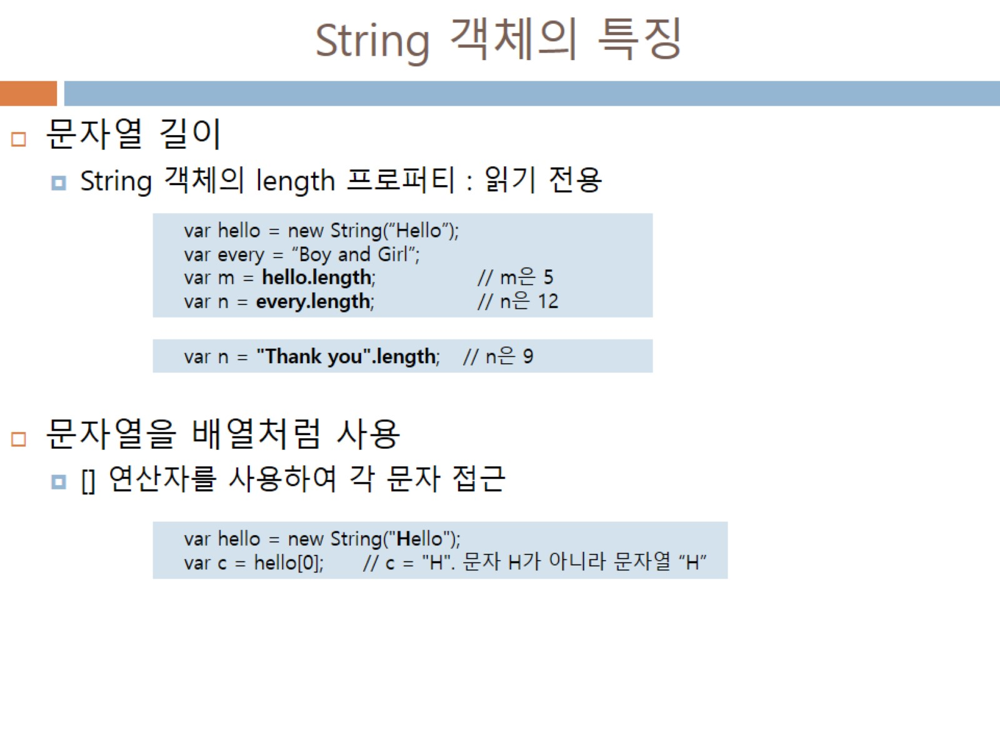 String 객체의 특징
문자열 길이
String 객체의 length 프로퍼티 : 읽기 전용
var hello = new String(“Hello”);
var every = “Boy and Girl”;
var m = hello.length; // m은 5
var n = every.length; // n은 12
var n = "Thank you".length; // n은 9
문자열을 배열처럼 사용
[] 연산자를 사용하여 각 문자 접근
var hello = new String("Hello");
var c = hello[0]; // c = "H". 문자 H가 아니라 문자열 “H”